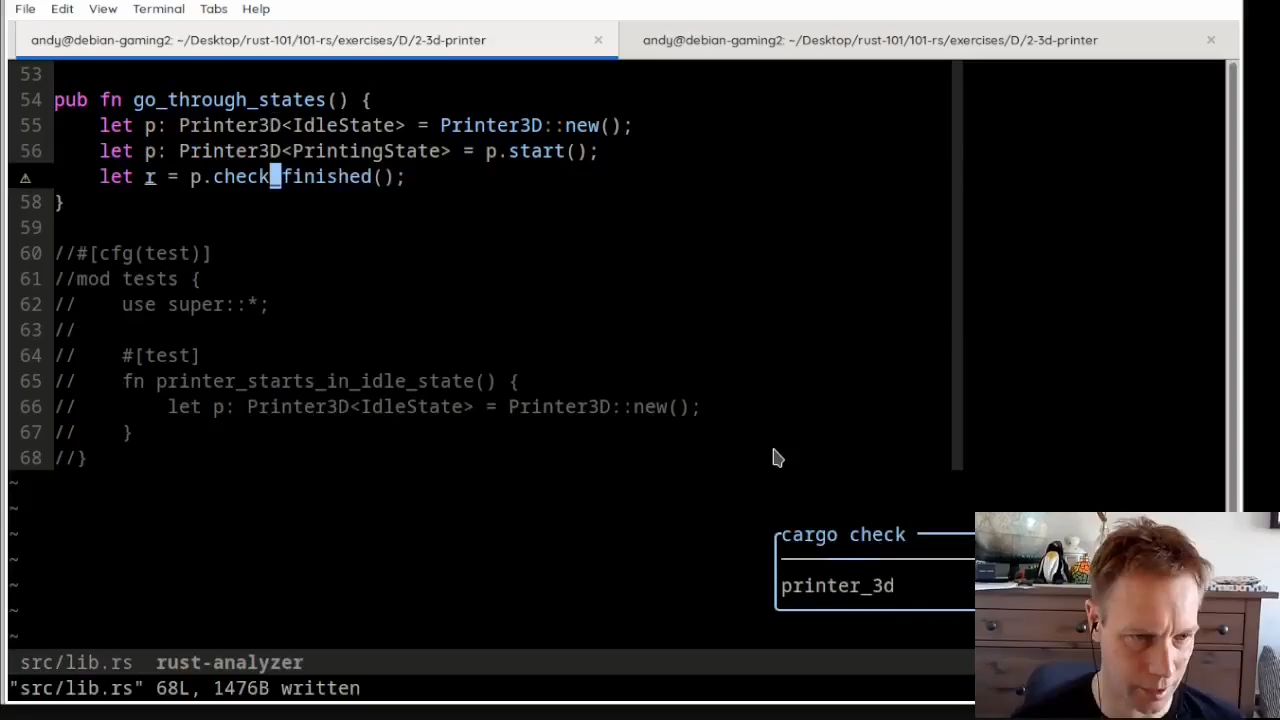 File Edit View Terminal Tabs Help
andy@debian-gaming2: ~/Desktop/rust-101/101-rs/exercises/D/2-3d-printer × andy@debian-gaming2: ~/Desktop/rust-101/101-rs/exercises/D/2-3d-printer ×
53
54 pub fn go_through_states() {
55     let p: Printer3D<IdleState> = Printer3D::new();
56     let p: Printer3D<PrintingState> = p.start();
⚠     let r = p.check_finished();
58 }
59
60 //#[cfg(test)]
61 //mod tests {
62 //    use super::*;
63 //
64 //    #[test]
65 //    fn printer_starts_in_idle_state() {
66 //        let p: Printer3D<IdleState> = Printer3D::new();
67 //    }
68 //}
~
~
~
cargo check
~
printer_3d
~
~
~
src/lib.rs  rust-analyzer
"src/lib.rs" 68L, 1476B written